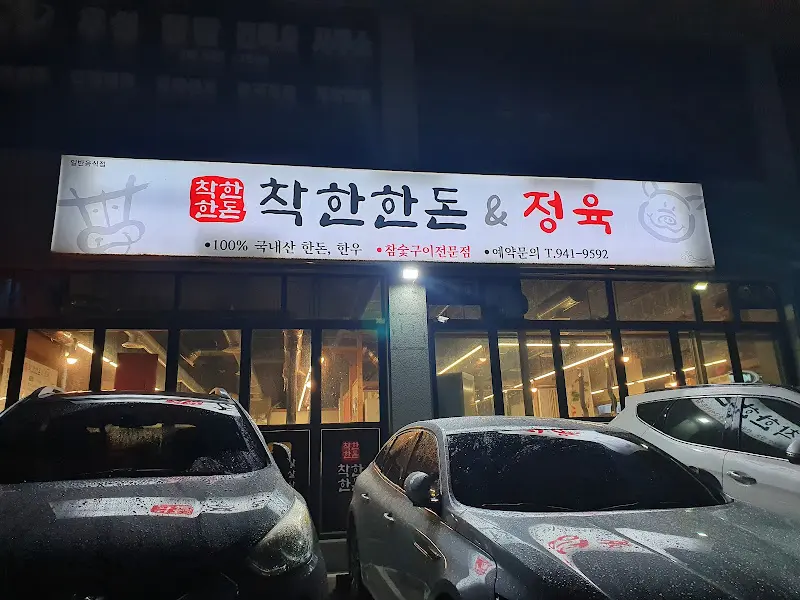 일반음식점
착한
한돈
착한한돈 & 정육
•100% 국내산 한돈, 한우 •참숯구이전문점 •예약문의 T.941-9592
착한
한돈
착한
한